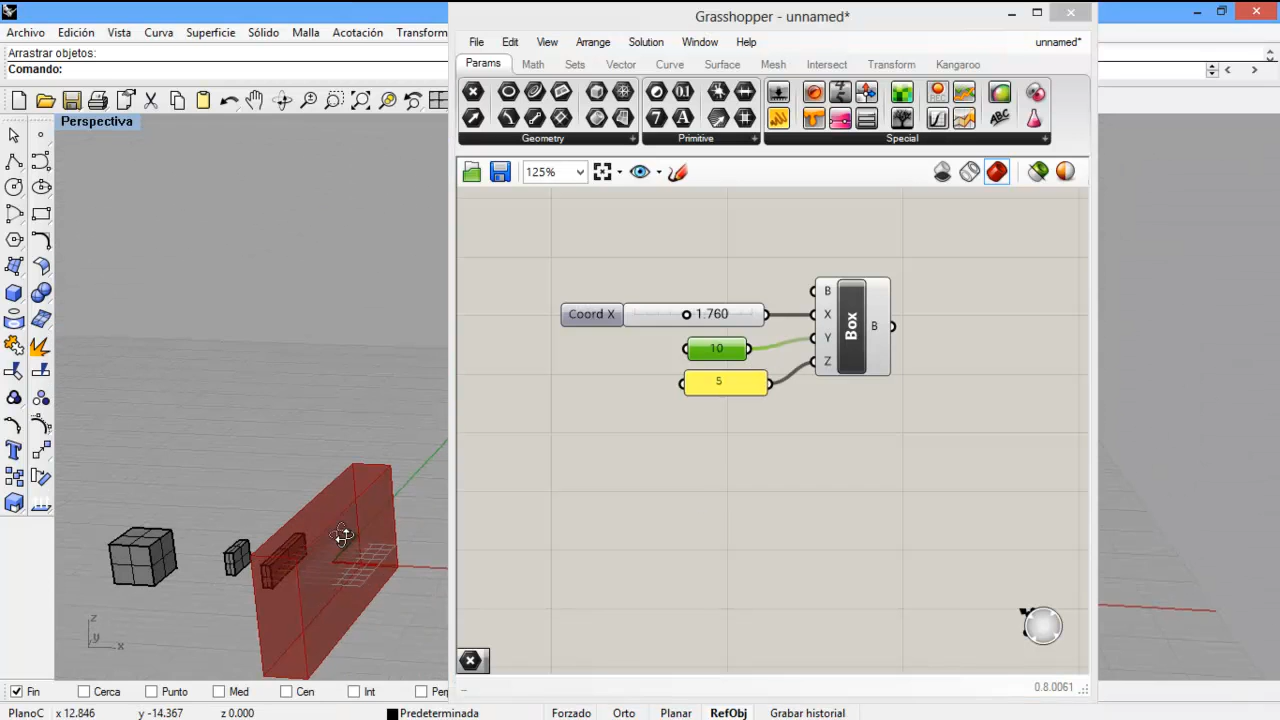 Grasshopper - unnamed*
Archivo Edición Vista Curva Superficie Sólido Malla Acotación Transform
File Edit View Arrange Solution Window Help unnamed*
Arrastrar objetos:
Comando:
Params Math Sets Vector Curve Surface Mesh Intersect Transform Kangaroo
Geometry Primitive Special
Perspectiva
125%
Coord X 1.760
10
5
B
X
Y
Z
Box
B
z
y
x
0.8.0061
Fin Cerca Punto Med Cen Int Per
PlanoC x 12.846 y -14.367 z 0.000 Predeterminada Forzado Orto Planar RefObj Grabar historial